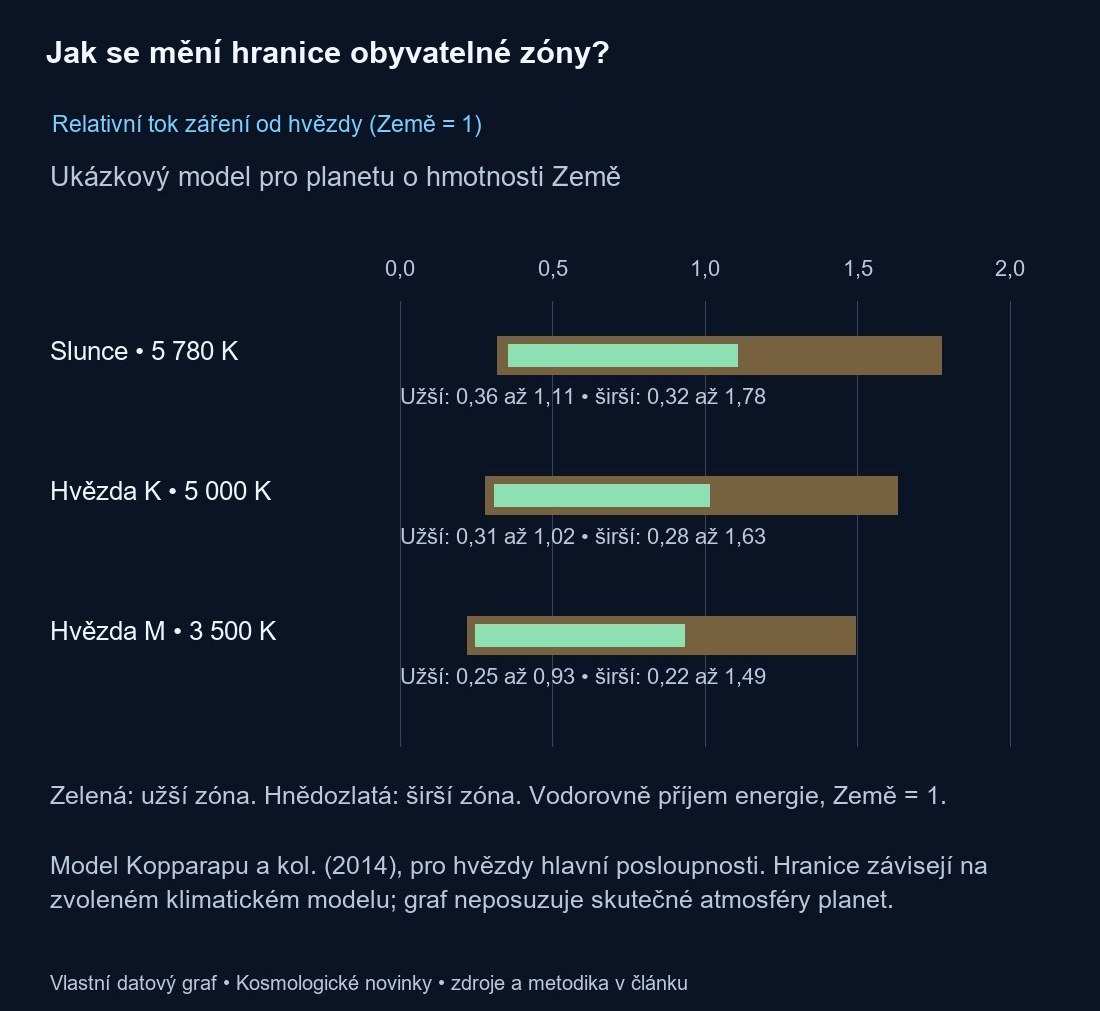 Jak se mění hranice obyvatelné zóny?
Relativní tok záření od hvězdy (Země = 1)
Ukázkový model pro planetu o hmotnosti Země
0,0 0,5 1,0 1,5 2,0
Slunce • 5 780 K
Užší: 0,36 až 1,11 • širší: 0,32 až 1,78
Hvězda K • 5 000 K
Užší: 0,31 až 1,02 • širší: 0,28 až 1,63
Hvězda M • 3 500 K
Užší: 0,25 až 0,93 • širší: 0,22 až 1,49
Zelená: užší zóna. Hnědozlatá: širší zóna. Vodorovně příjem energie, Země = 1.
Model Kopparapu a kol. (2014), pro hvězdy hlavní posloupnosti. Hranice závisejí na
zvoleném klimatickém modelu; graf neposuzuje skutečné atmosféry planet.
Vlastní datový graf • Kosmologické novinky • zdroje a metodika v článku